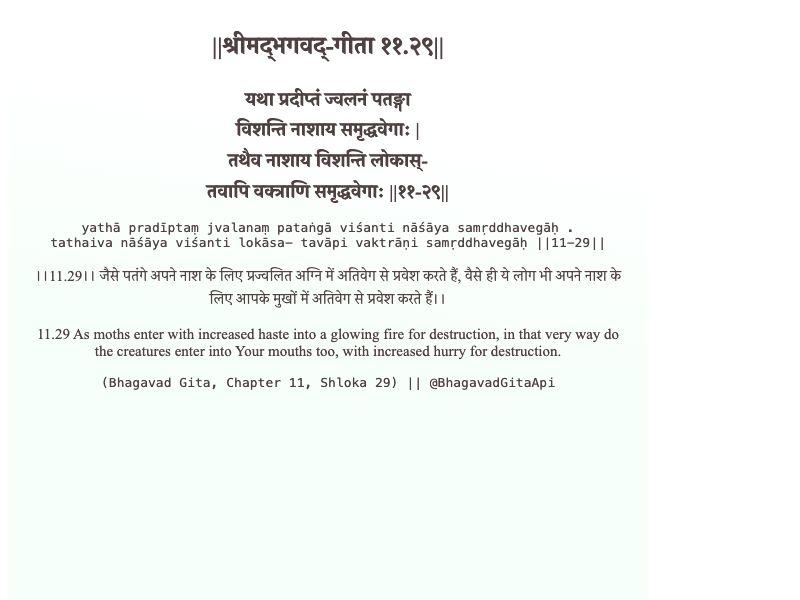 ||श्रीमद्‍भगवद्‍-गीता ११.२९||
यथा प्रदीप्तं ज्वलनं पतङ्गा
विशन्ति नाशाय समृद्धवेगाः |
तथैव नाशाय विशन्ति लोकास्-
तवापि वक्त्राणि समृद्धवेगाः ||११-२९||
yathā pradīptaṃ jvalanaṃ pataṅgā viśanti nāśāya samṛddhavegāḥ .
tathaiva nāśāya viśanti lokāsa- tavāpi vaktrāṇi samṛddhavegāḥ ||11-29||
।।11.29।। जैसे पतंगे अपने नाश के लिए प्रज्वलित अग्नि में अतिवेग से प्रवेश करते हैं, वैसे ही ये लोग भी अपने नाश के
लिए आपके मुखों में अतिवेग से प्रवेश करते हैं।।
11.29 As moths enter with increased haste into a glowing fire for destruction, in that very way do
the creatures enter into Your mouths too, with increased hurry for destruction.
(Bhagavad Gita, Chapter 11, Shloka 29) || @BhagavadGitaApi